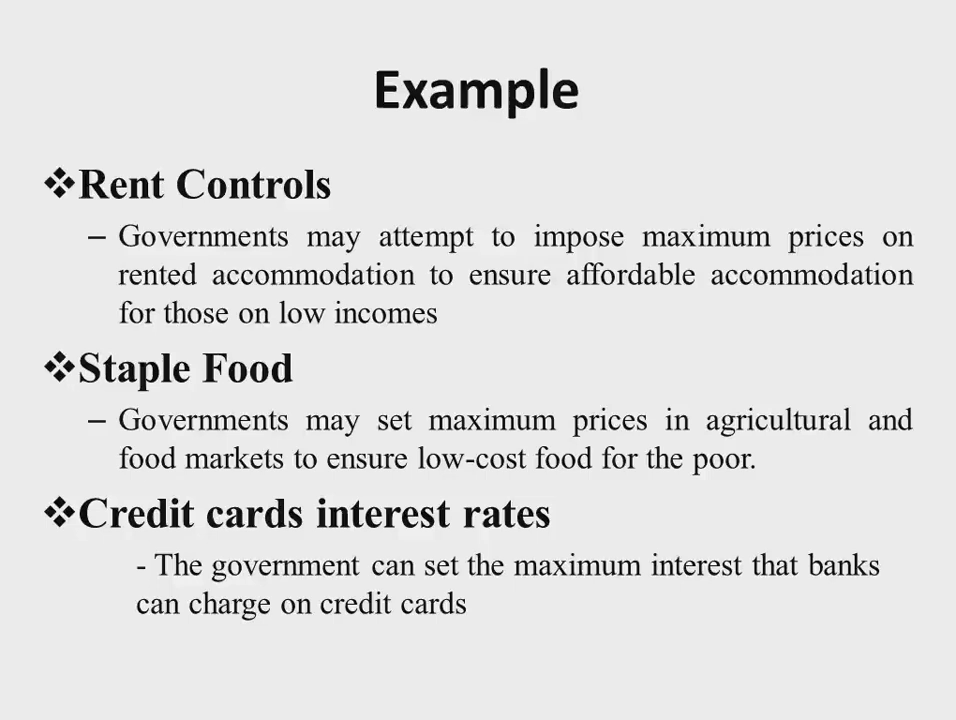 Example
❖Rent Controls
– Governments may attempt to impose maximum prices on
rented accommodation to ensure affordable accommodation
for those on low incomes
❖Staple Food
– Governments may set maximum prices in agricultural and
food markets to ensure low-cost food for the poor.
❖Credit cards interest rates
- The government can set the maximum interest that banks
can charge on credit cards